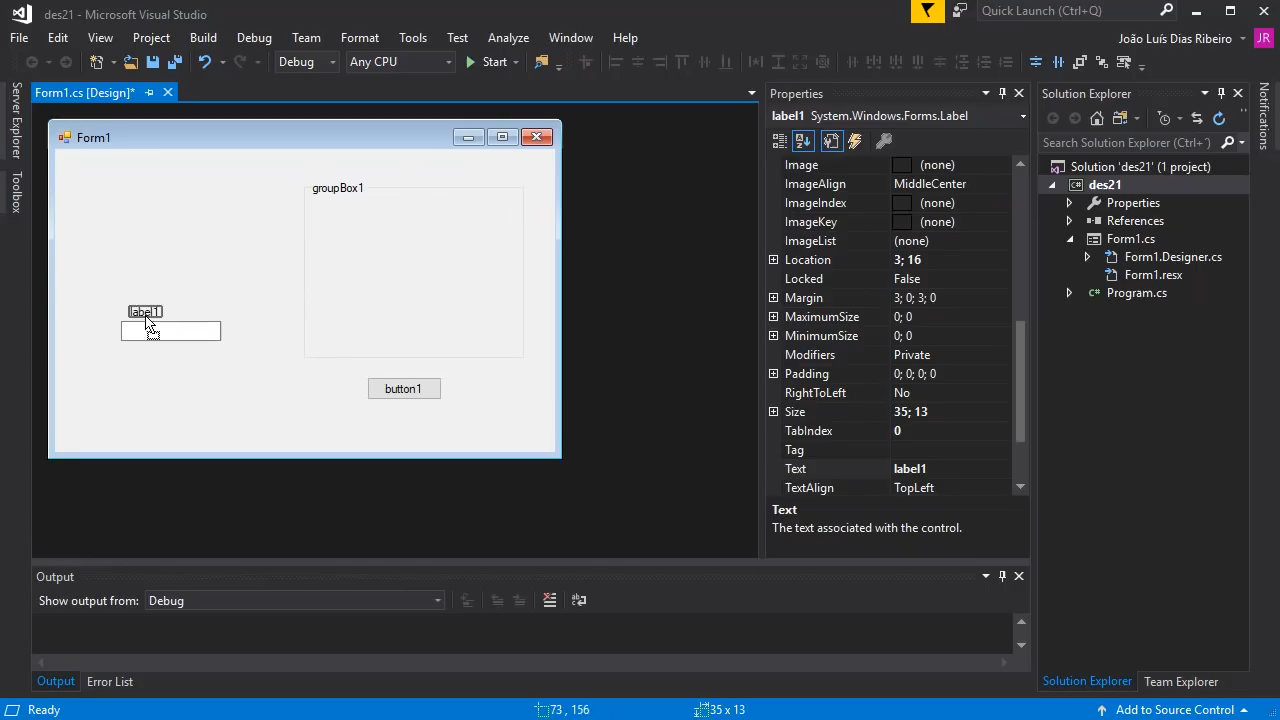 des21 - Microsoft Visual Studio
Quick Launch (Ctrl+Q)
File Edit View Project Build Debug Team Format Tools Test Analyze Window Help
João Luís Dias Ribeiro JR
Debug Any CPU Start
Server Explorer
Toolbox
Form1.cs [Design]*
Form1
groupBox1
label1
button1
Properties
label1 System.Windows.Forms.Label
Image (none)
ImageAlign MiddleCenter
ImageIndex (none)
ImageKey (none)
ImageList (none)
Location 3; 16
Locked False
Margin 3; 0; 3; 0
MaximumSize 0; 0
MinimumSize 0; 0
Modifiers Private
Padding 0; 0; 0; 0
RightToLeft No
Size 35; 13
TabIndex 0
Tag
Text label1
TextAlign TopLeft
Text
The text associated with the control.
Solution Explorer
Search Solution Explorer (Ctrl+')
Solution 'des21' (1 project)
des21
Properties
References
Form1.cs
Form1.Designer.cs
Form1.resx
Program.cs
Notifications
Output
Show output from: Debug
Output Error List
Solution Explorer Team Explorer
Ready 73 , 156 35 x 13 Add to Source Control